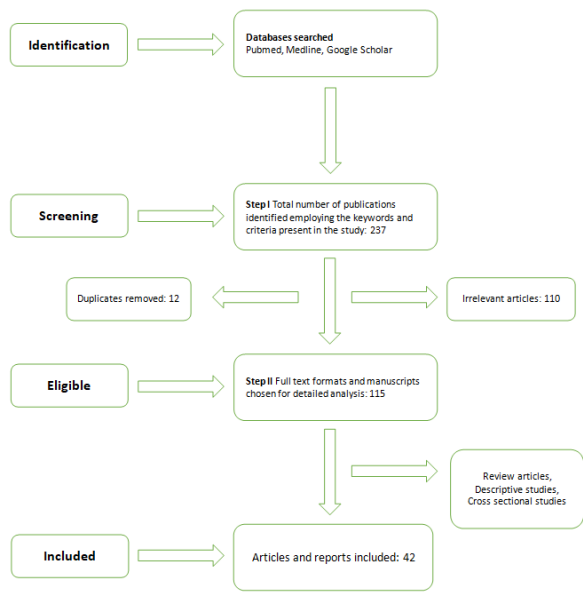 Identification
Databases searched
Pubmed, Medline, Google Scholar
Screening
Step I Total number of publications
identified employing the keywords and
criteria present in the study: 237
Duplicates removed: 12
Irrelevant articles: 110
Eligible
Step II Full text formats and manuscripts
chosen for detailed analysis: 115
Review articles,
Descriptive studies,
Cross sectional studies
Included
Articles and reports included: 42